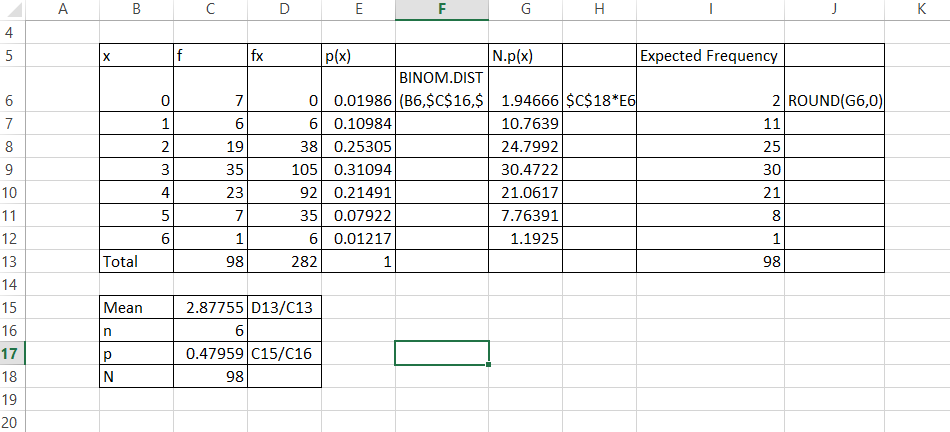 A B C D E F G H I J K
4
5 x f fx p(x) N.p(x) Expected Frequency
BINOM.DIST
6 0 7 0 0.01986 (B6,$C$16,$ 1.94666 $C$18*E6 2 ROUND(G6,0)
7 1 6 6 0.10984 10.7639 11
8 2 19 38 0.25305 24.7992 25
9 3 35 105 0.31094 30.4722 30
10 4 23 92 0.21491 21.0617 21
11 5 7 35 0.07922 7.76391 8
12 6 1 6 0.01217 1.1925 1
13 Total 98 282 1 98
14
15 Mean 2.87755 D13/C13
16 n 6
17 p 0.47959 C15/C16
18 N 98
19
20